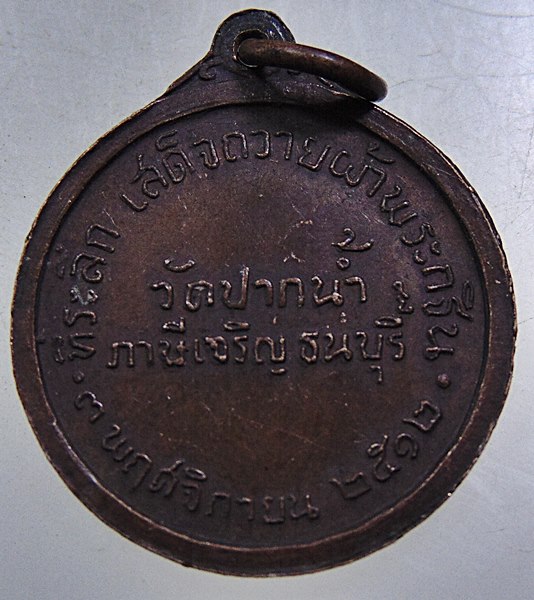 ที่ระลึก เสด็จถวายผ้าพระกฐิน
วัดปากน้ำ
ภาษีเจริญ ธนบุรี
๓ พฤศจิกายน ๒๕๑๒